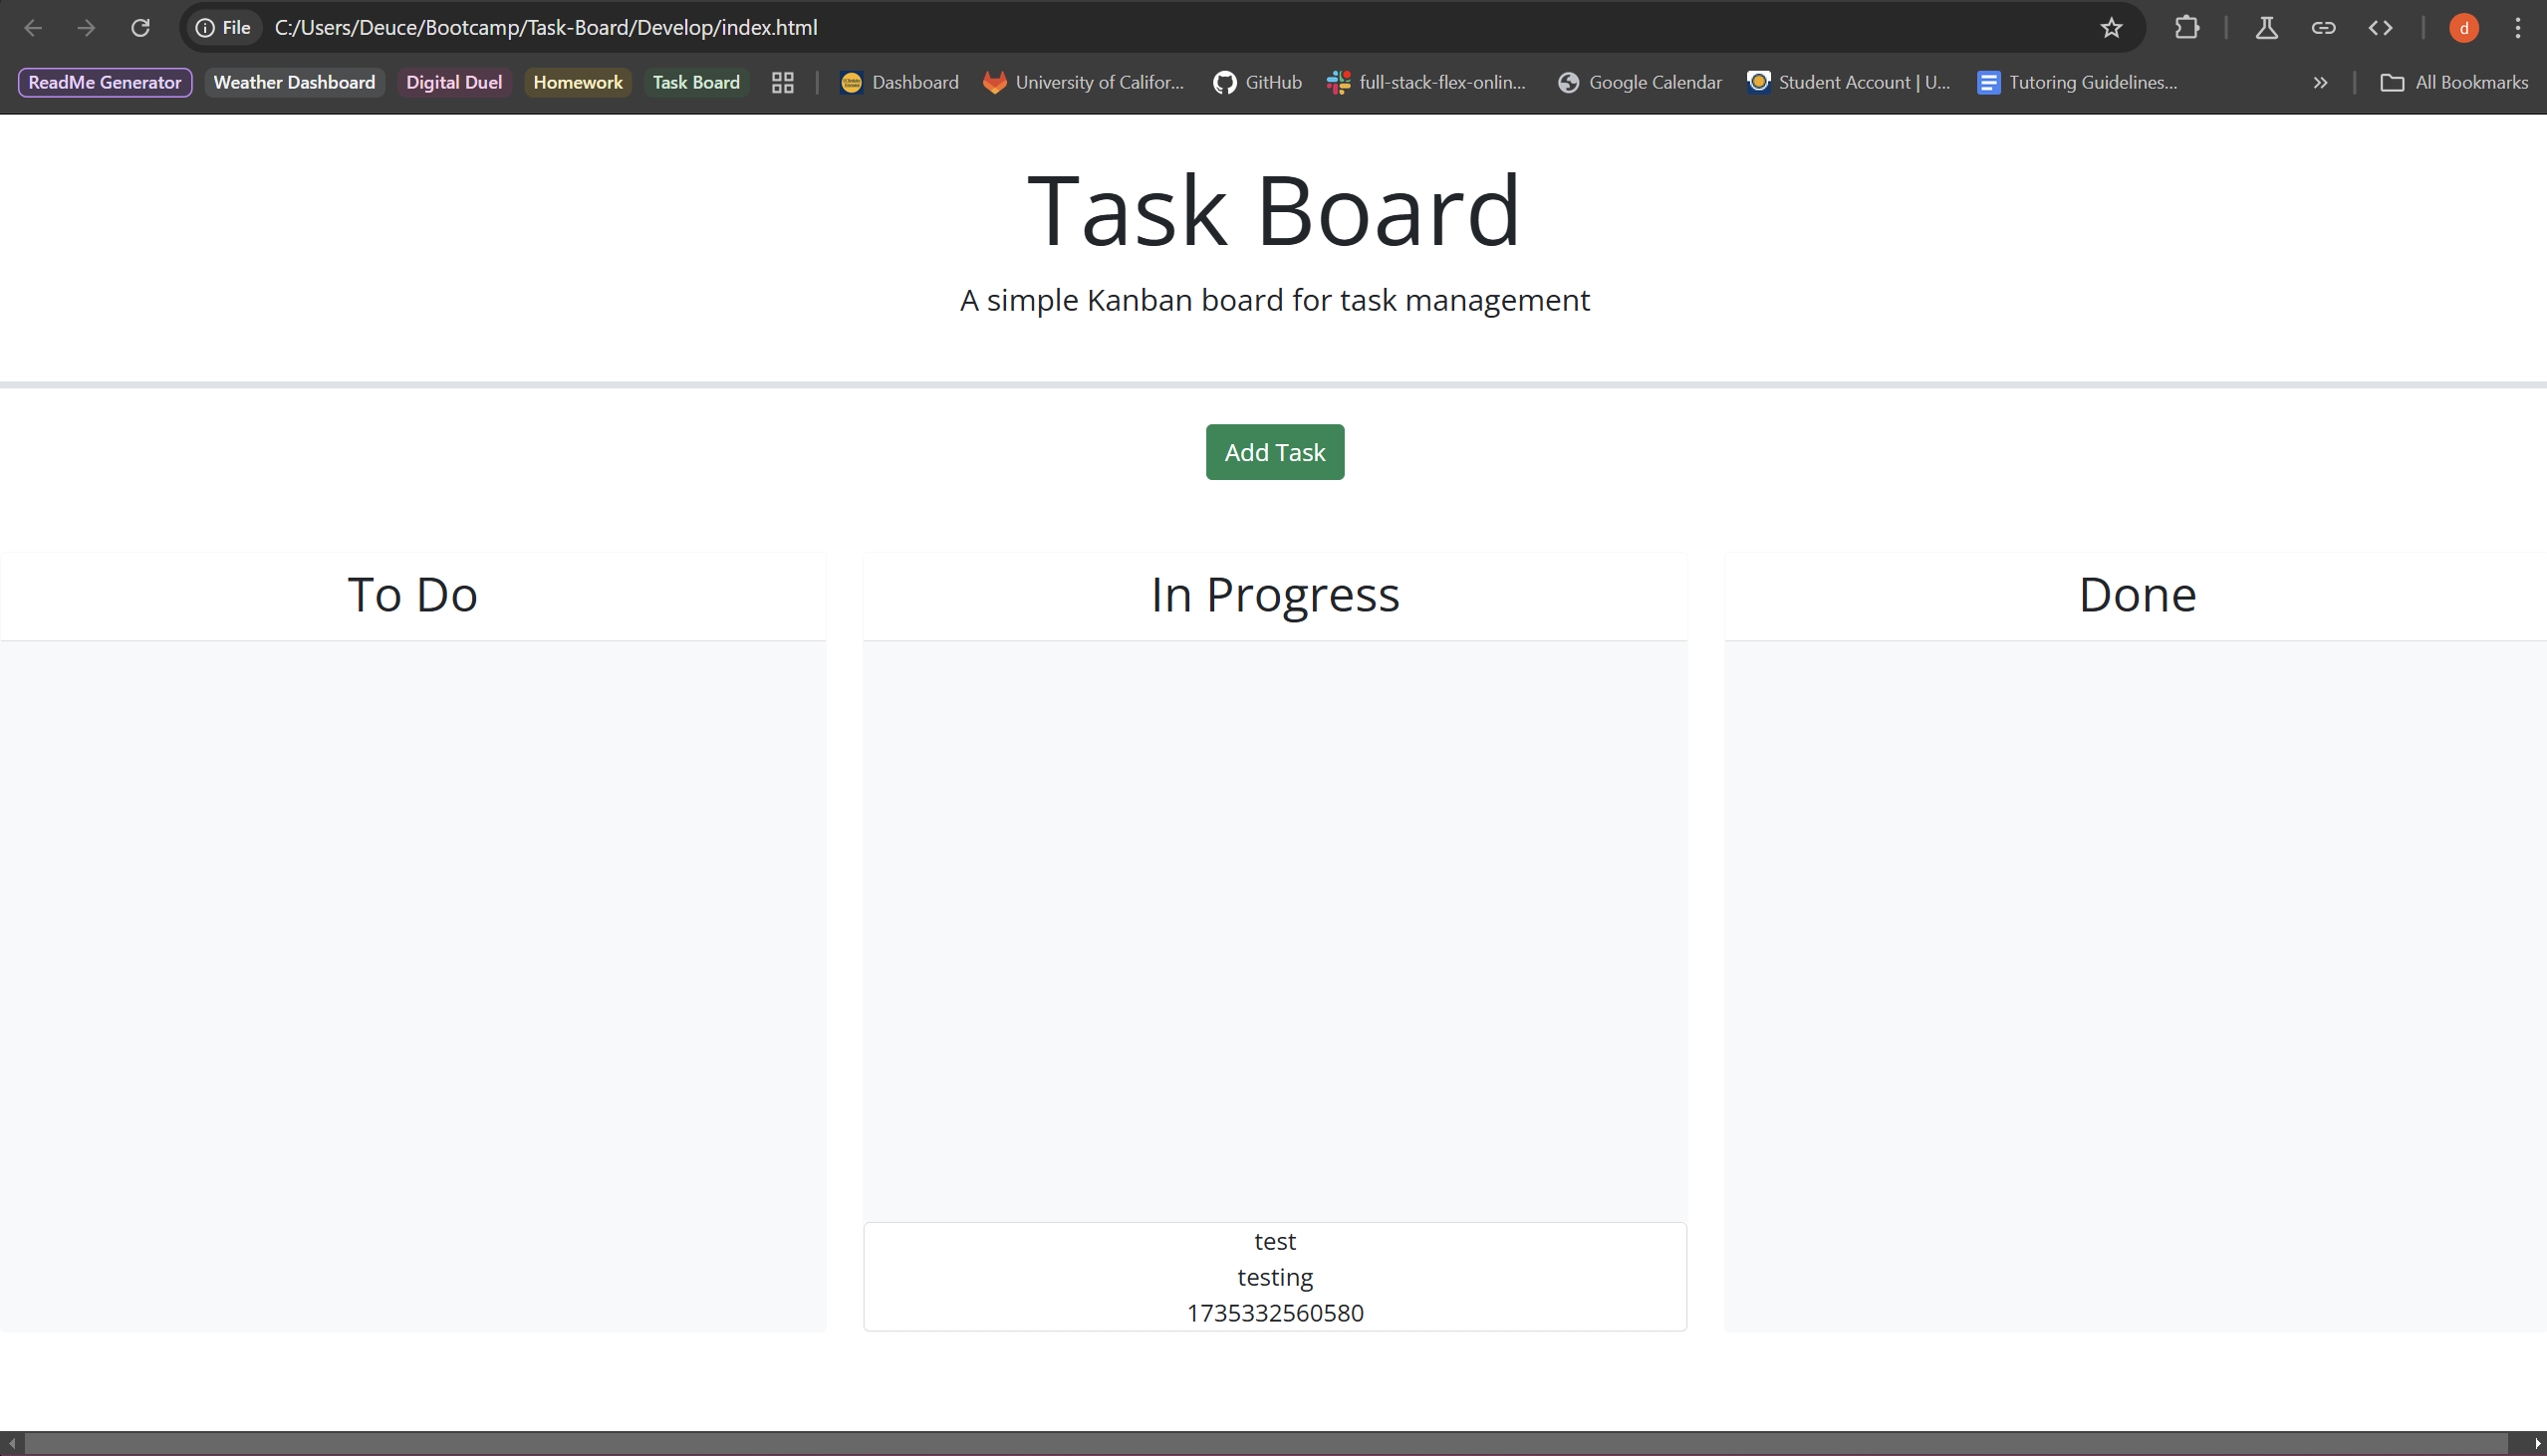 File C:/Users/Deuce/Bootcamp/Task-Board/Develop/index.html d
ReadMe Generator Weather Dashboard Digital Duel Homework Task Board Dashboard University of Califor... GitHub full-stack-flex-onlin... Google Calendar Student Account | U... Tutoring Guidelines... All Bookmarks
Task Board
A simple Kanban board for task management
Add Task
To Do In Progress Done
test
testing
1735332560580